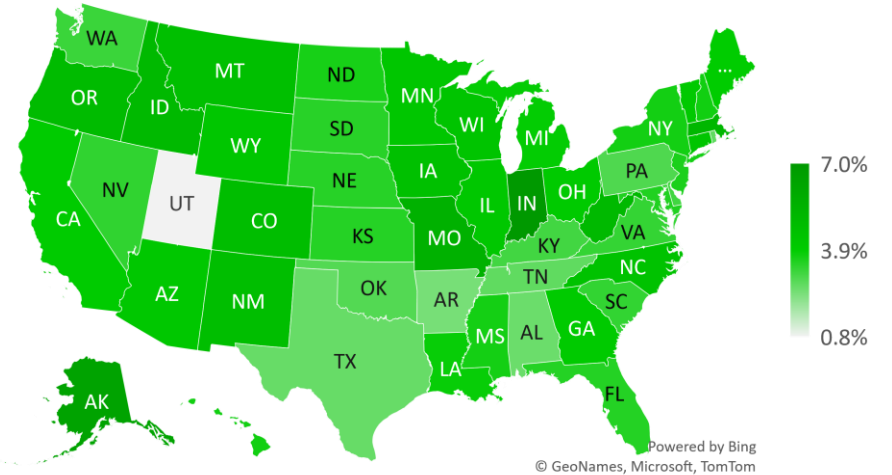 WA
MT
ND
MN
...
OR
ID
SD
WI
MI
NY
WY
7.0%
NE
IA
PA
NV
UT
CO
IL
IN
OH
CA
KS
MO
KY
VA
3.9%
AZ
NM
OK
AR
TN
NC
SC
MS
AL
GA
0.8%
TX
LA
AK
FL
Powered by Bing
© GeoNames, Microsoft, TomTom